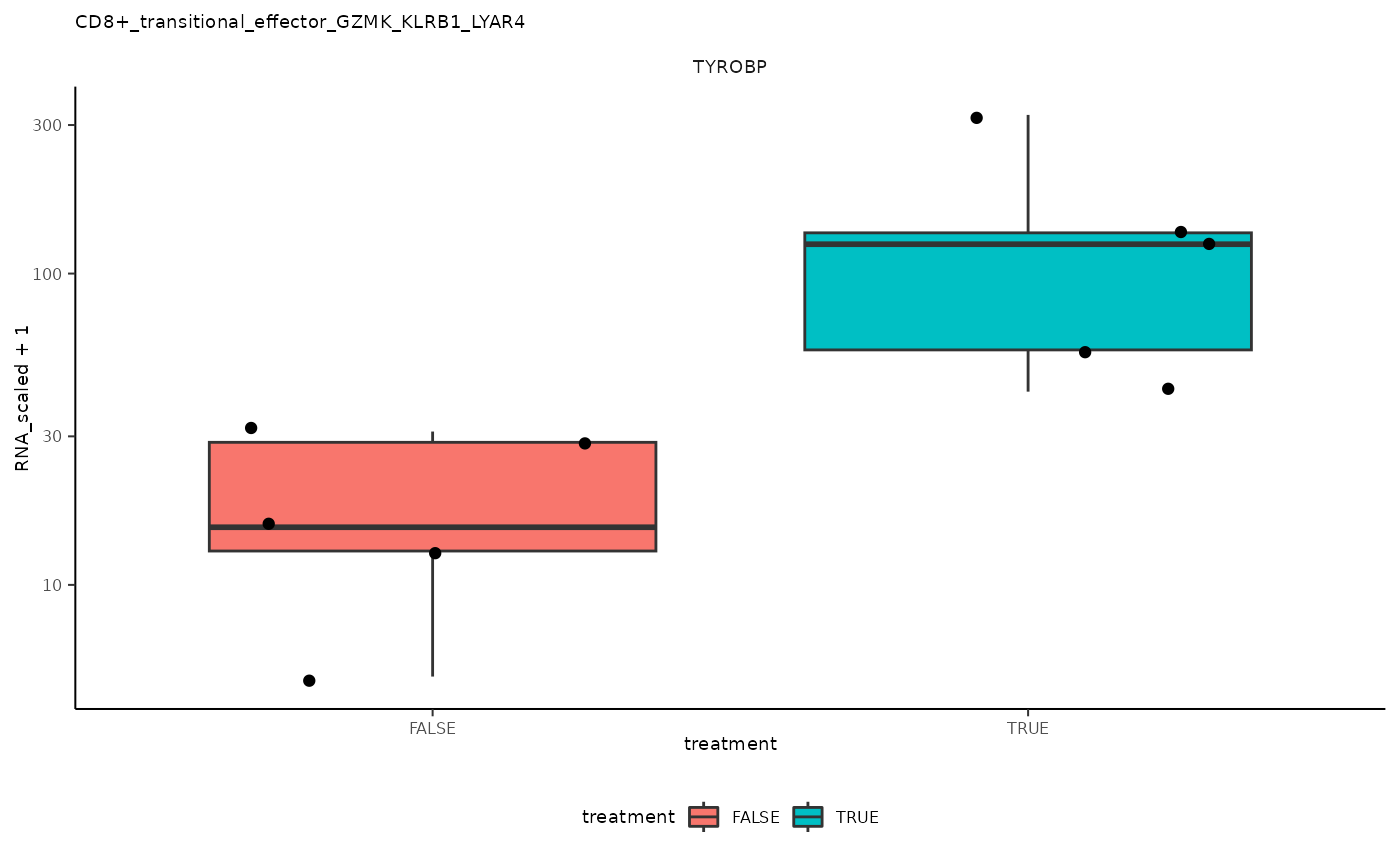 CD8+_transitional_effector_GZMK_KLRB1_LYAR4
TYROBP
RNA_scaled + 1
300
100
30
10
FALSE
TRUE
treatment
treatment FALSE TRUE